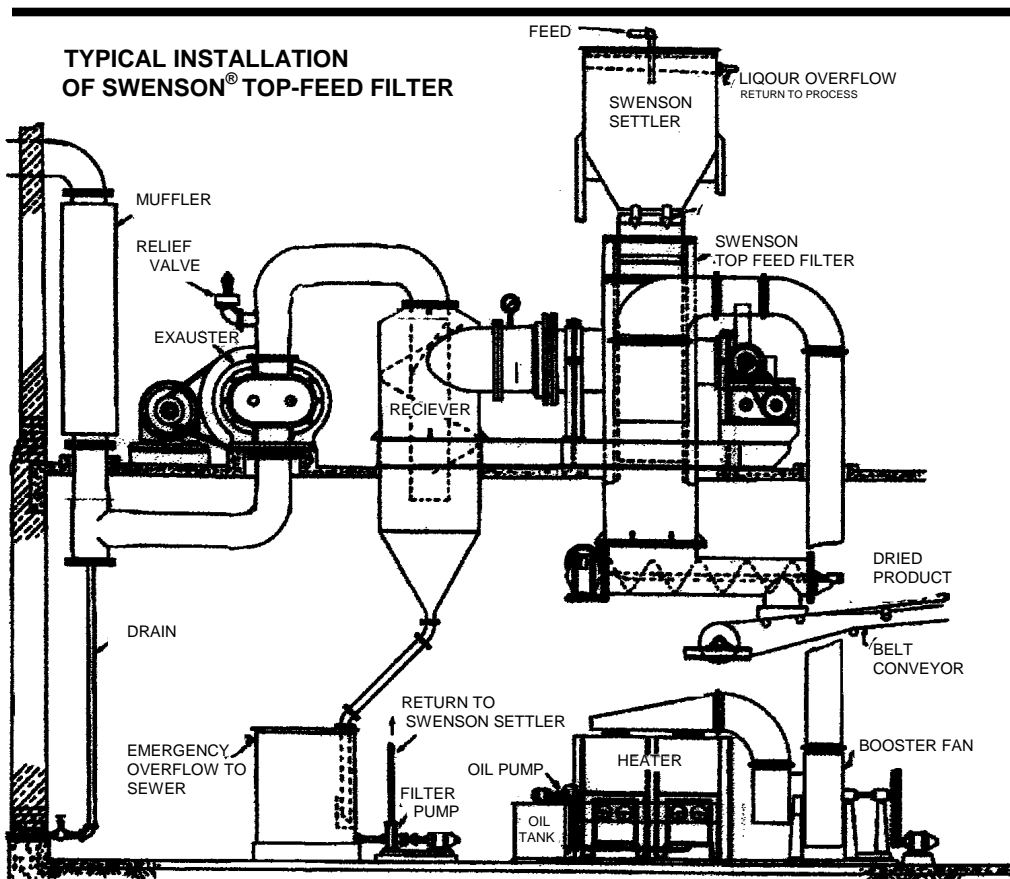 TYPICAL INSTALLATION
OF SWENSON® TOP-FEED FILTER
FEED
LIQOUR OVERFLOW
RETURN TO PROCESS
SWENSON
SETTLER
MUFFLER
RELIEF
VALVE
SWENSON
TOP FEED FILTER
EXAUSTER
RECIEVER
DRIED
PRODUCT
DRAIN
BELT
CONVEYOR
RETURN TO
SWENSON SETTLER
EMERGENCY
OVERFLOW TO
SEWER
HEATER
BOOSTER FAN
OIL PUMP
FILTER
PUMP
OIL
TANK